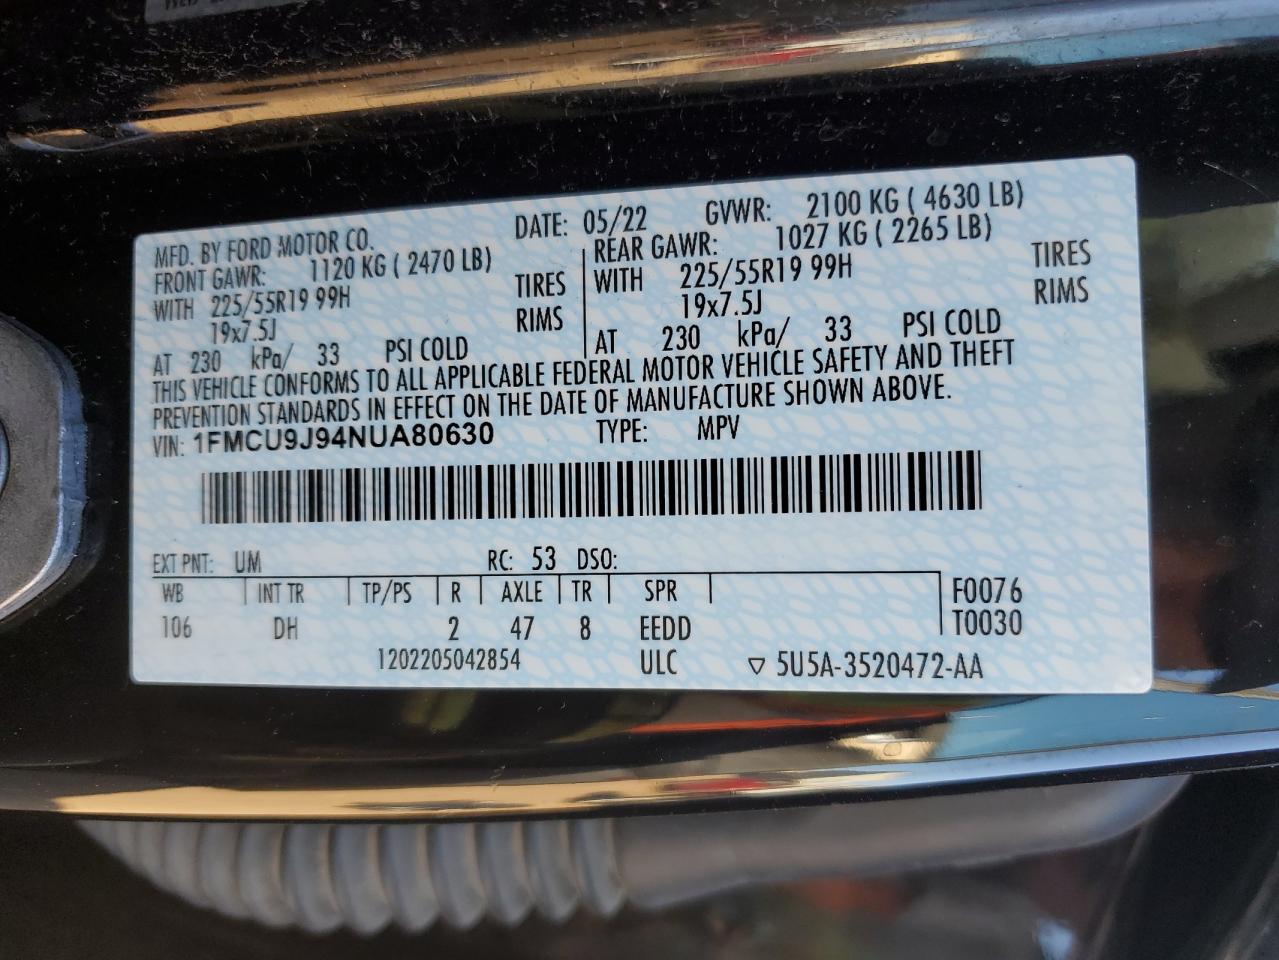 MFD. BY FORD MOTOR CO. DATE: 05/22 GVWR: 2100 KG ( 4630 LB)
FRONT GAWR: 1120 KG ( 2470 LB) REAR GAWR: 1027 KG ( 2265 LB)
WITH 225/55R19 99H TIRES WITH 225/55R19 99H TIRES
19x7.5J RIMS 19x7.5J RIMS
AT 230 kPa/ 33 PSI COLD AT 230 kPa/ 33 PSI COLD
THIS VEHICLE CONFORMS TO ALL APPLICABLE FEDERAL MOTOR VEHICLE SAFETY AND THEFT
PREVENTION STANDARDS IN EFFECT ON THE DATE OF MANUFACTURE SHOWN ABOVE.
VIN: 1FMCU9J94NUA80630 TYPE: MPV
EXT PNT: UM RC: 53 DSO:
WB INT TR TP/PS R AXLE TR SPR F0076
106 DH 2 47 8 EEDD T0030
1202205042854 ULC ▽ 5U5A-3520472-AA